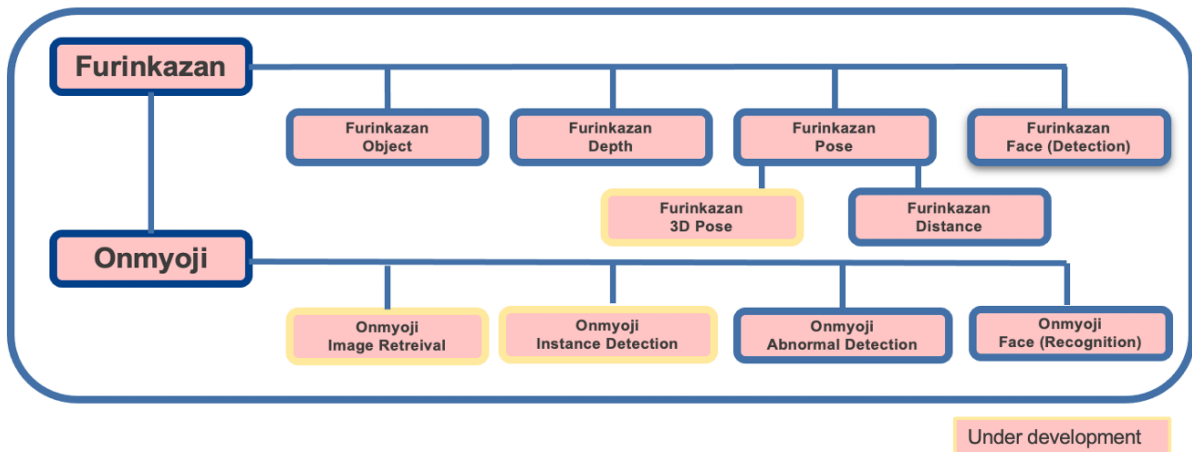 Furinkazan
Furinkazan
Object
Furinkazan
Depth
Furinkazan
Pose
Furinkazan
Face (Detection)
Furinkazan
3D Pose
Furinkazan
Distance
Onmyoji
Onmyoji
Image Retreival
Onmyoji
Instance Detection
Onmyoji
Abnormal Detection
Onmyoji
Face (Recognition)
Under development